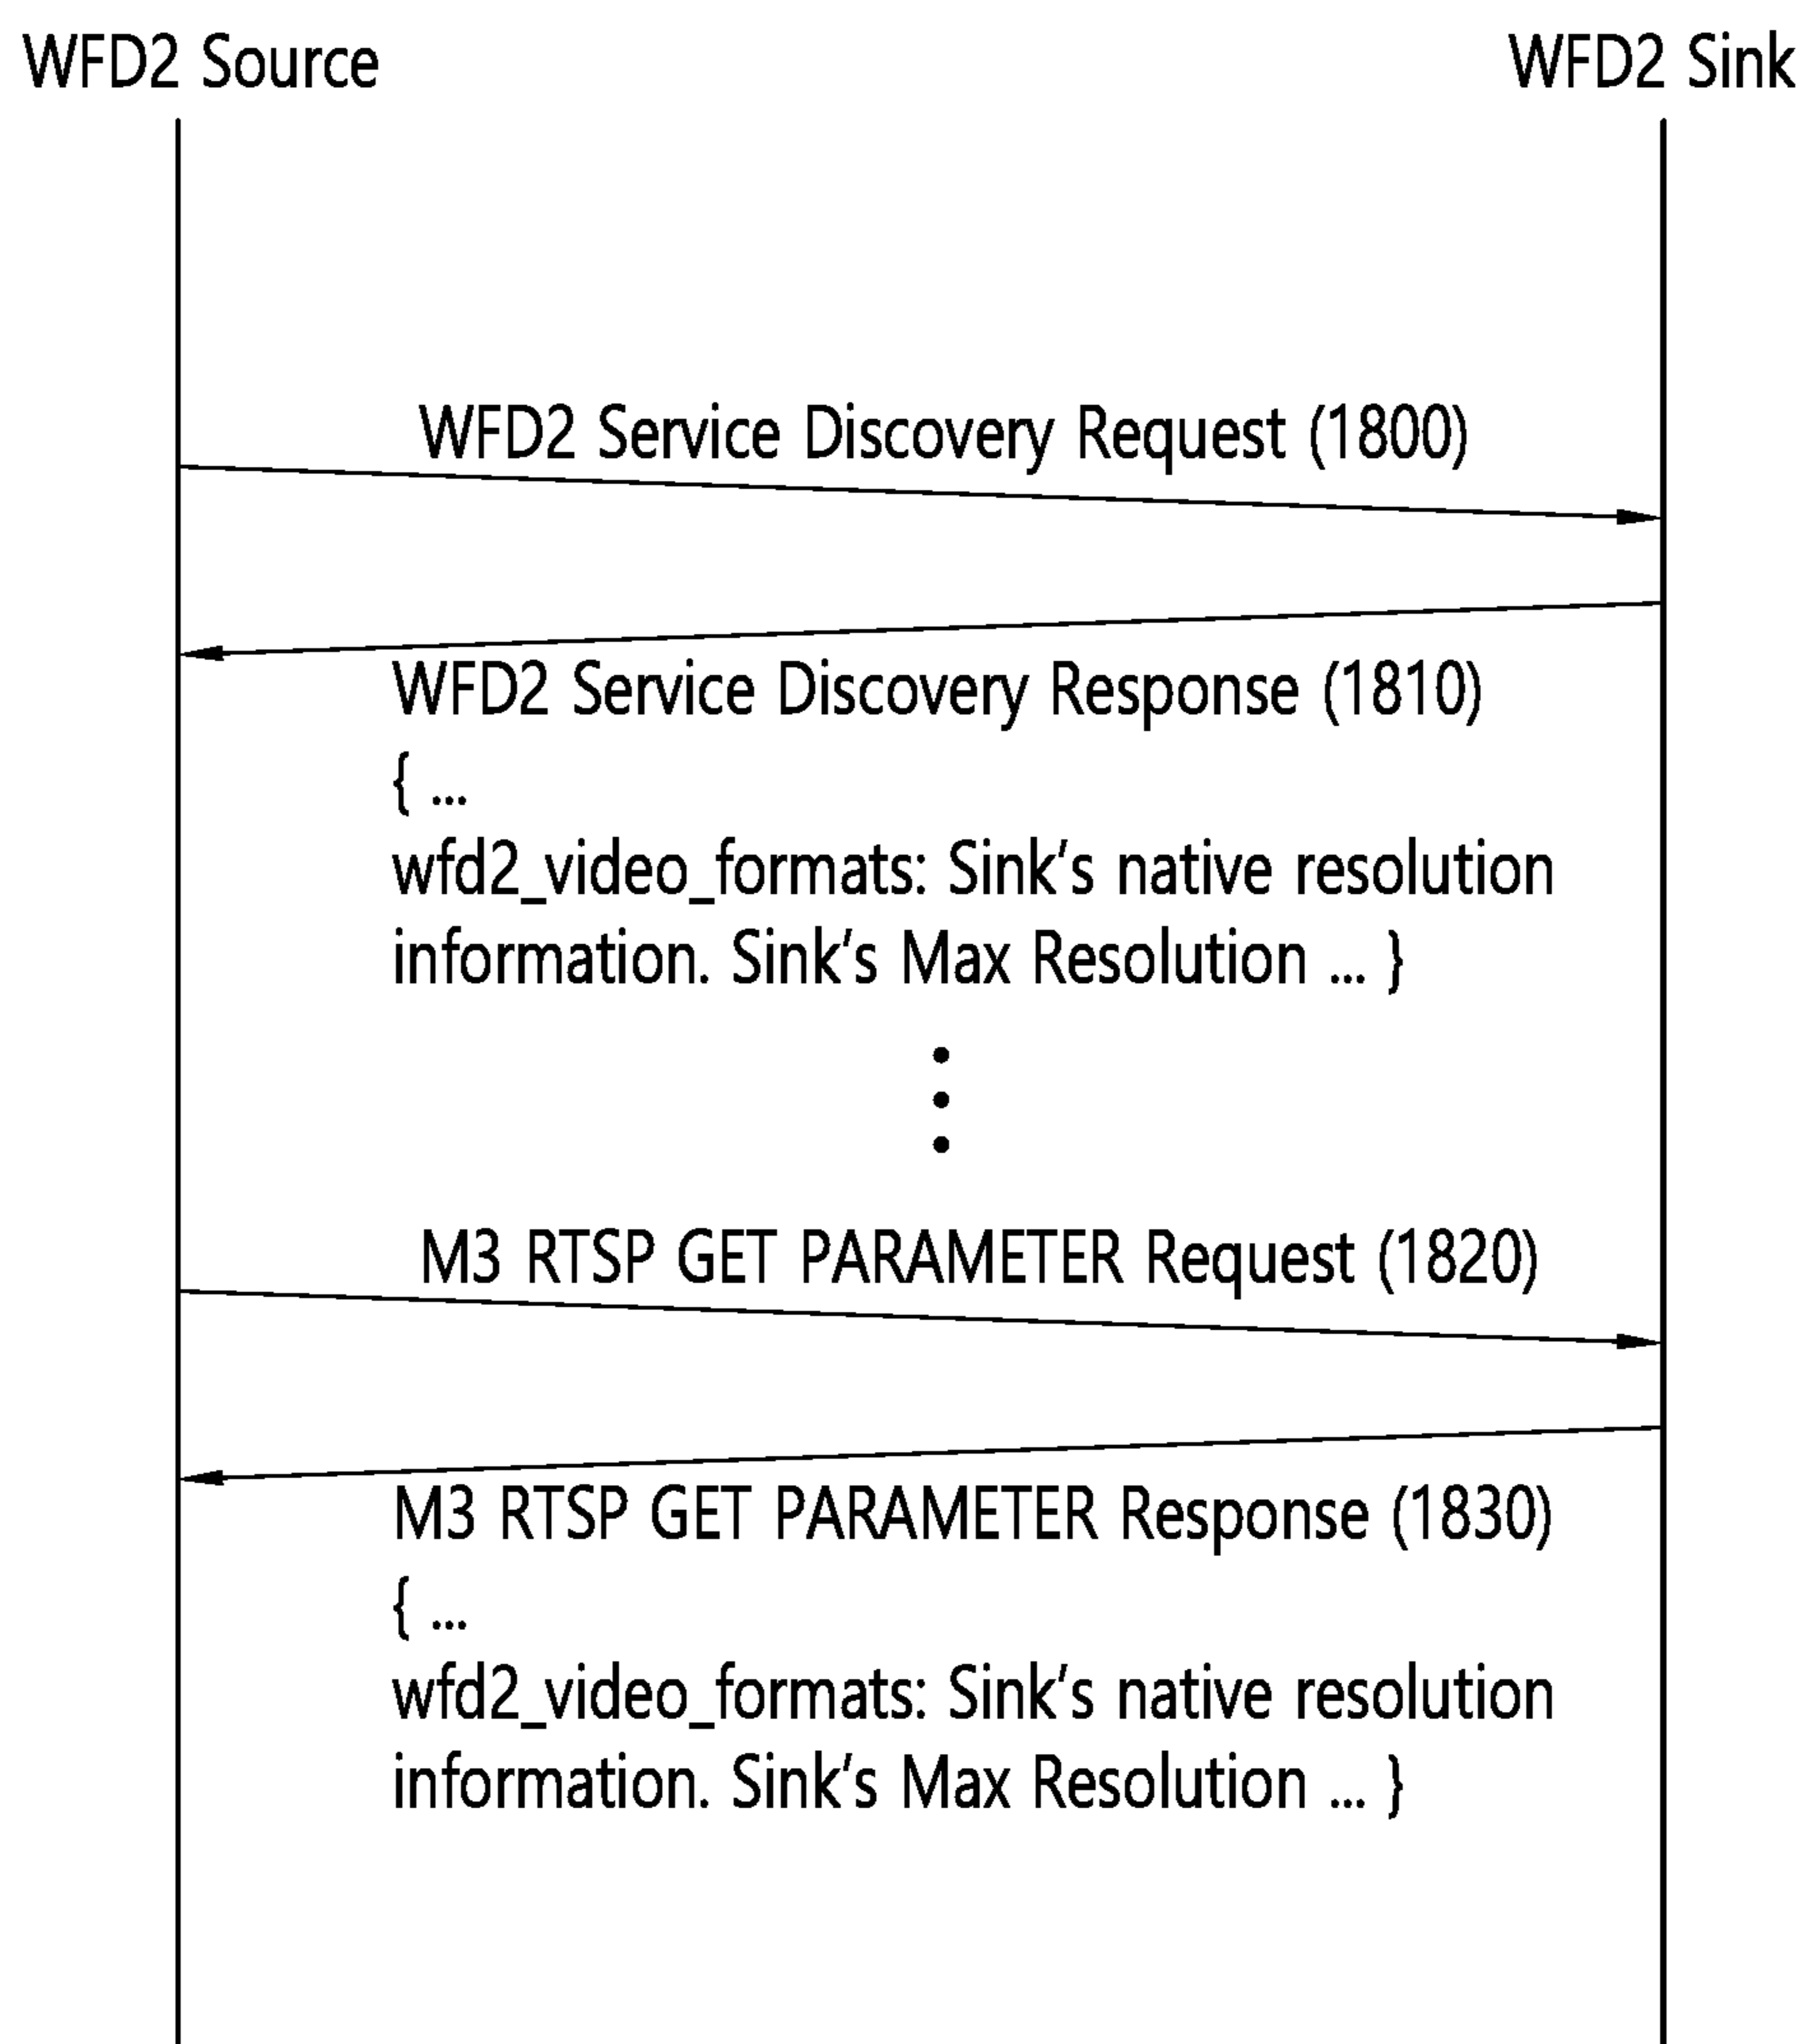 WFD2 Source
WFD2 Sink
WFD2 Service Discovery Request (1800)
WFD2 Service Discovery Response (1810)
{ ...
wfd2_video_formats: Sink's native resolution
information. Sink's Max Resolution ... }
M3 RTSP GET PARAMETER Request (1820)
M3 RTSP GET PARAMETER Response (1830)
{ ...
wfd2_video_formats: Sink's native resolution
information. Sink's Max Resolution ... }